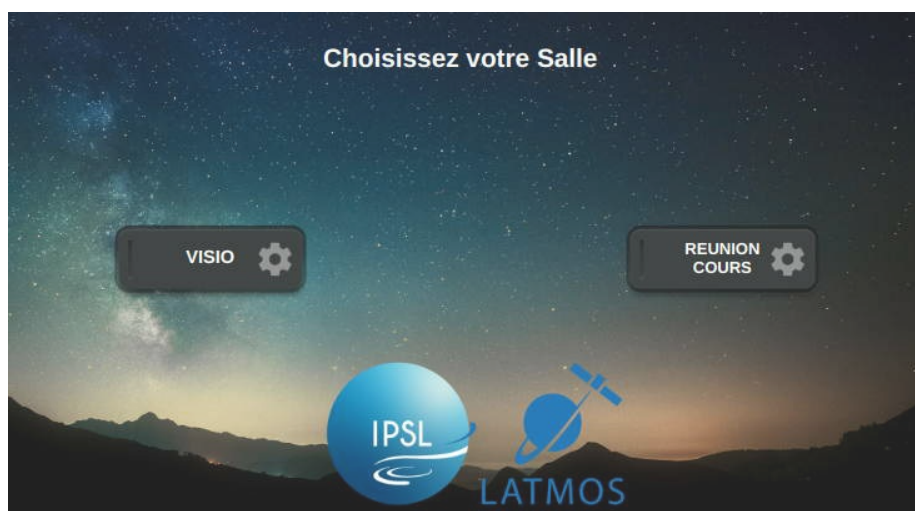 Choisissez votre Salle
VISIO
REUNION
COURS
IPSL
LATMOS